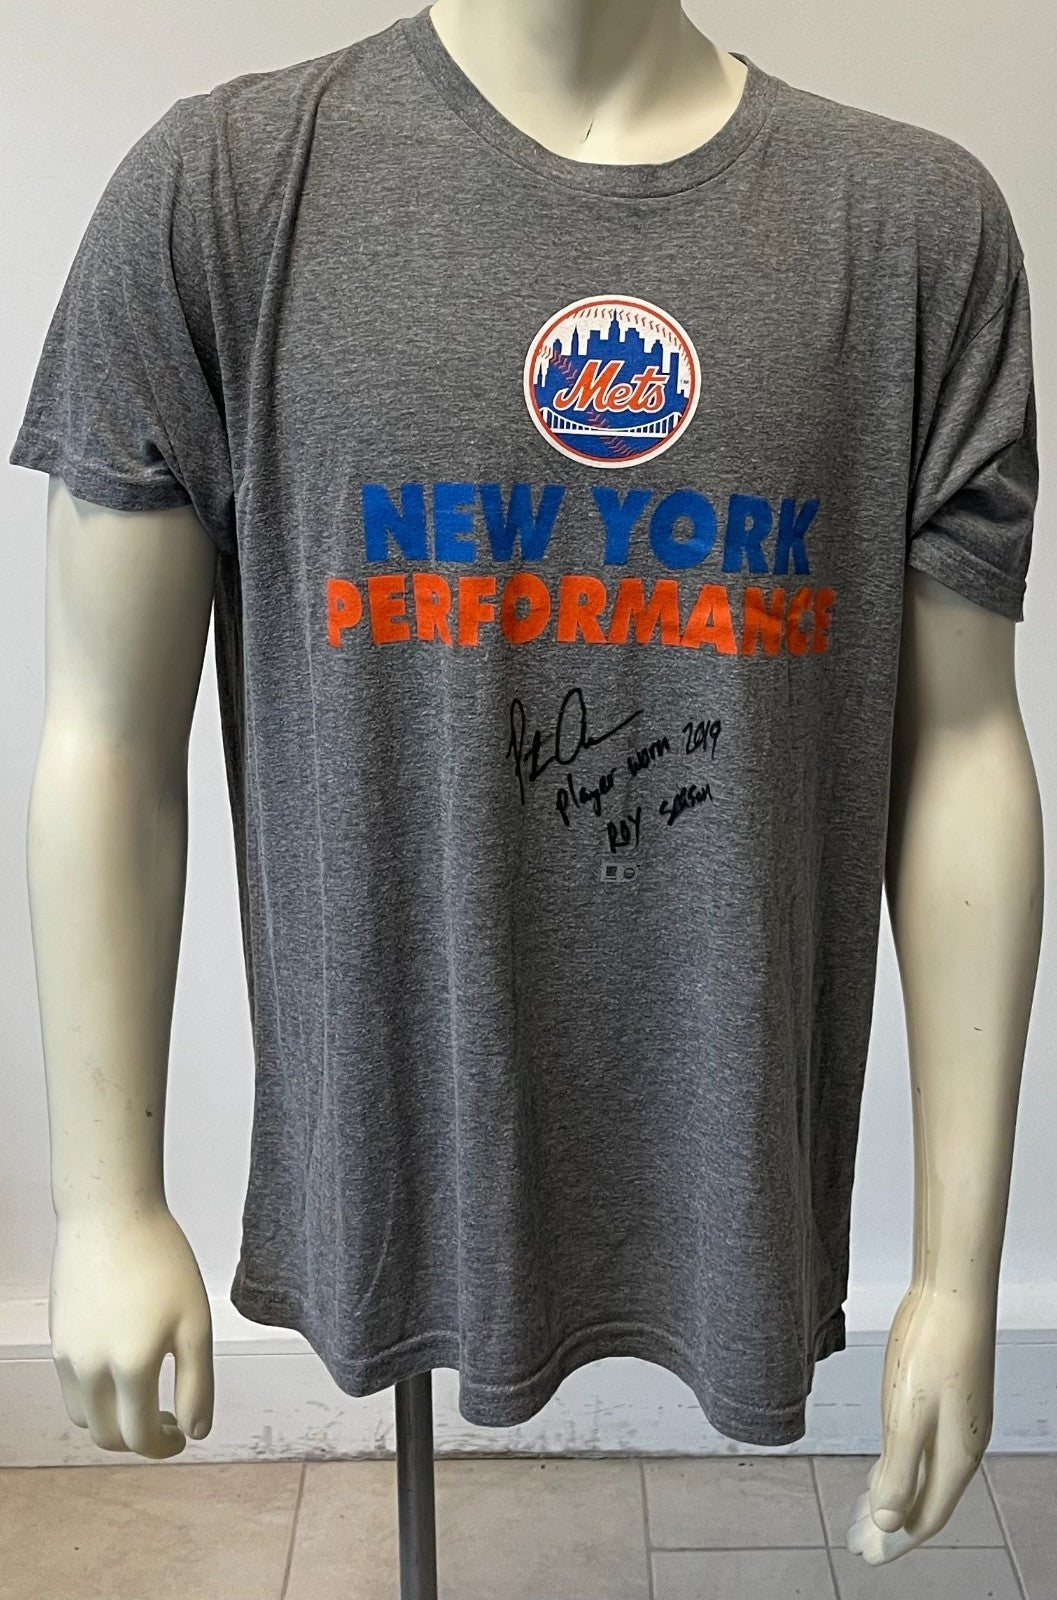 Mets
NEW YORK
PERFORMANCE
player worn 2019
ROY season